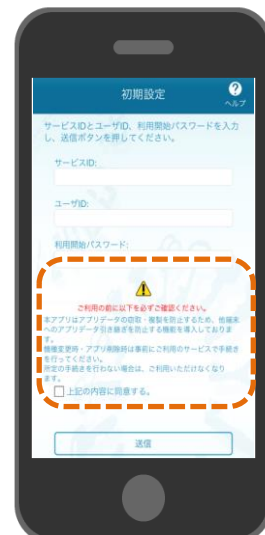 初期設定
?
ヘルプ
サービスIDとユーザID、利用開始パスワードを入力
し、送信ボタンを押してください。
サービスID:
ユーザID:
利用開始パスワード:
ご利用の前に以下を必ずご確認ください。
本アプリはアプリデータの窃取・複製を防止するため、他端末
へのアプリデータ引き継ぎを防止する機能を導入しておりま
す。
機種変更時・アプリ削除時は事前にご利用のサービスで手続き
を行ってください。
所定の手続きを行わない場合は、ご利用いただけなくなり
ます。
上記の内容に同意する。
送信